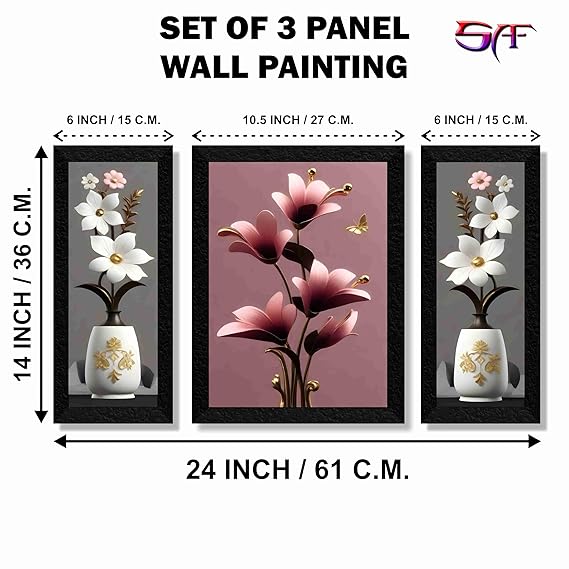 SET OF 3 PANEL
WALL PAINTING
SAF
6 INCH / 15 C.M.
10.5 INCH / 27 C.M.
6 INCH / 15 C.M.
14 INCH / 36 C.M.
24 INCH / 61 C.M.